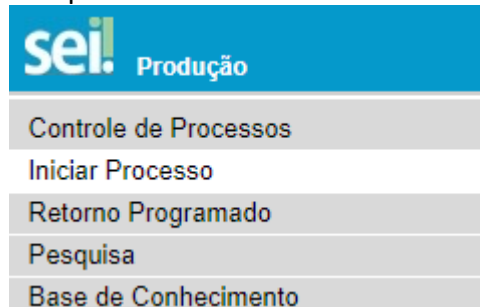 sei! Produção
Controle de Processos
Iniciar Processo
Retorno Programado
Pesquisa
Base de Conhecimento